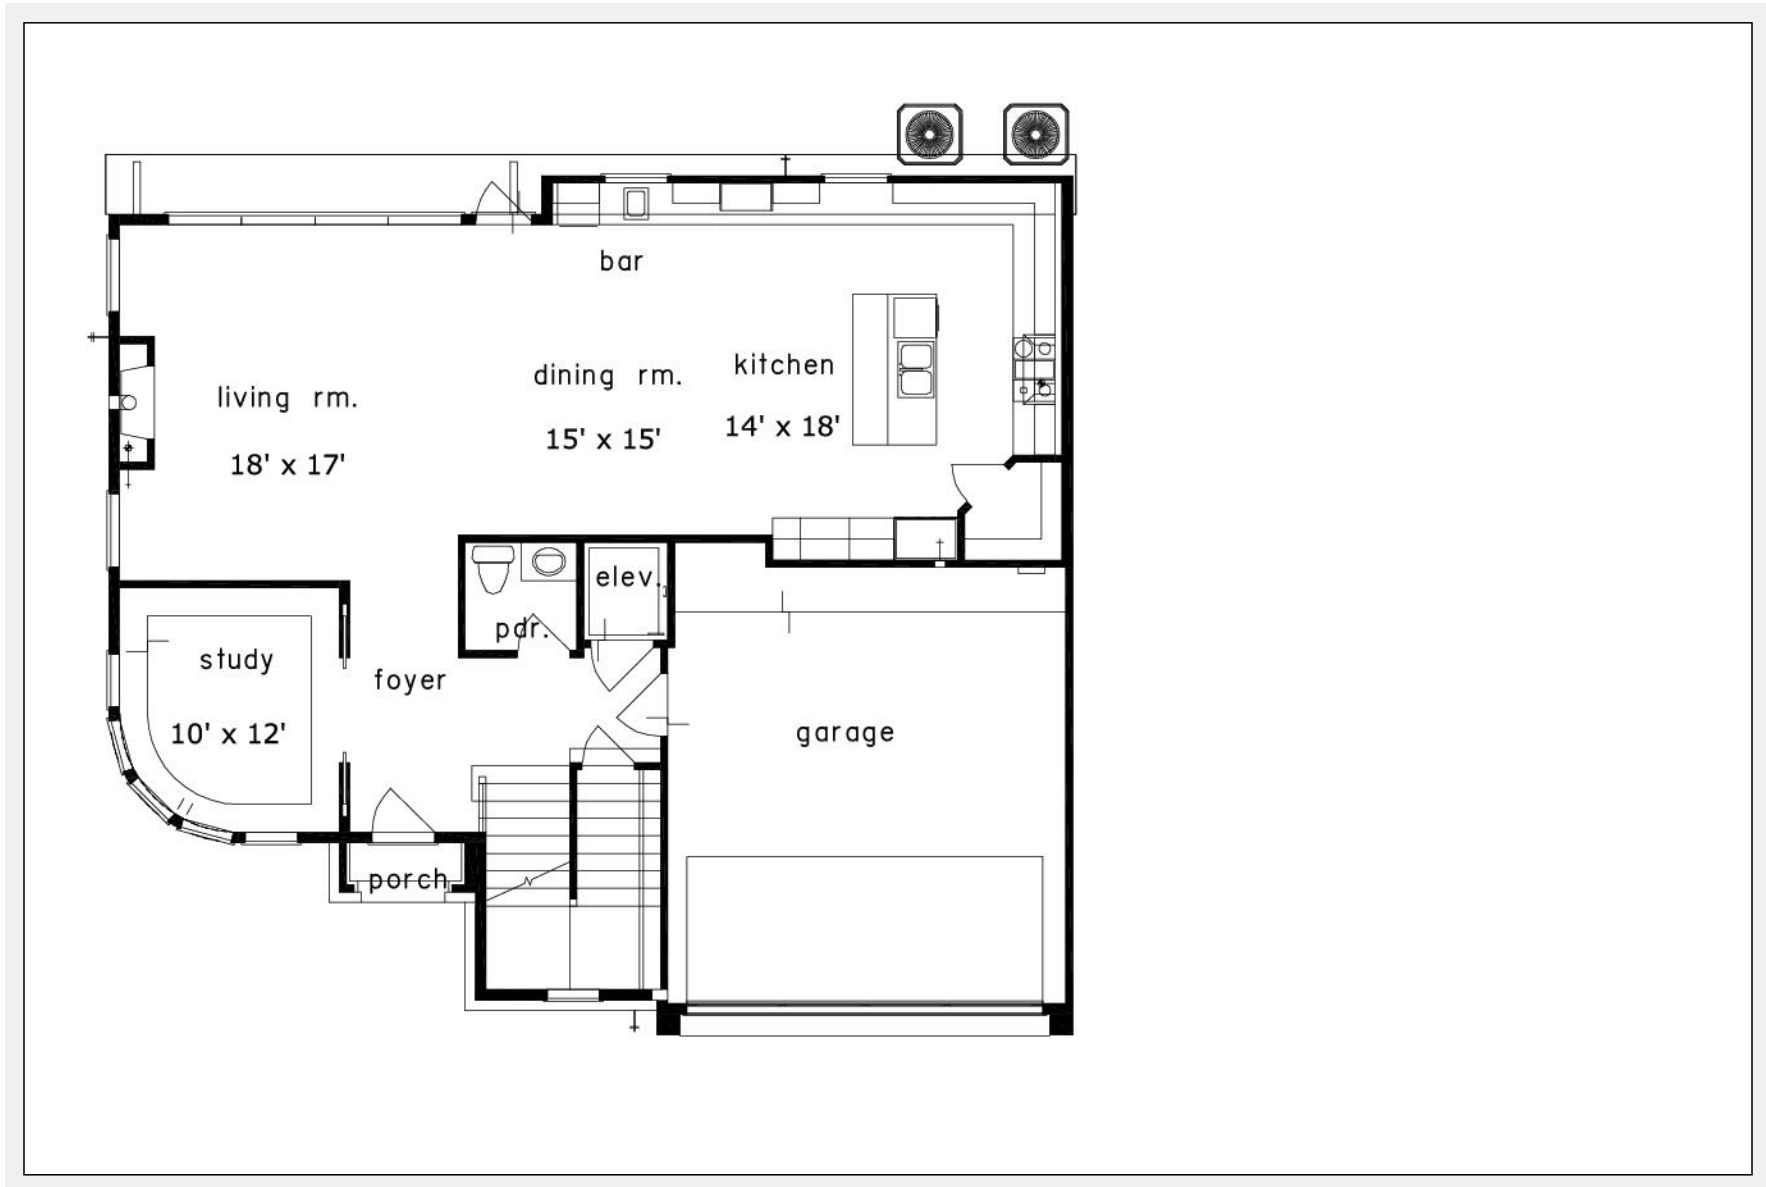 bar
living rm.
18' x 17'
dining rm.
15' x 15'
kitchen
14' x 18'
elev.
pdr.
study
10' x 12'
foyer
garage
porch